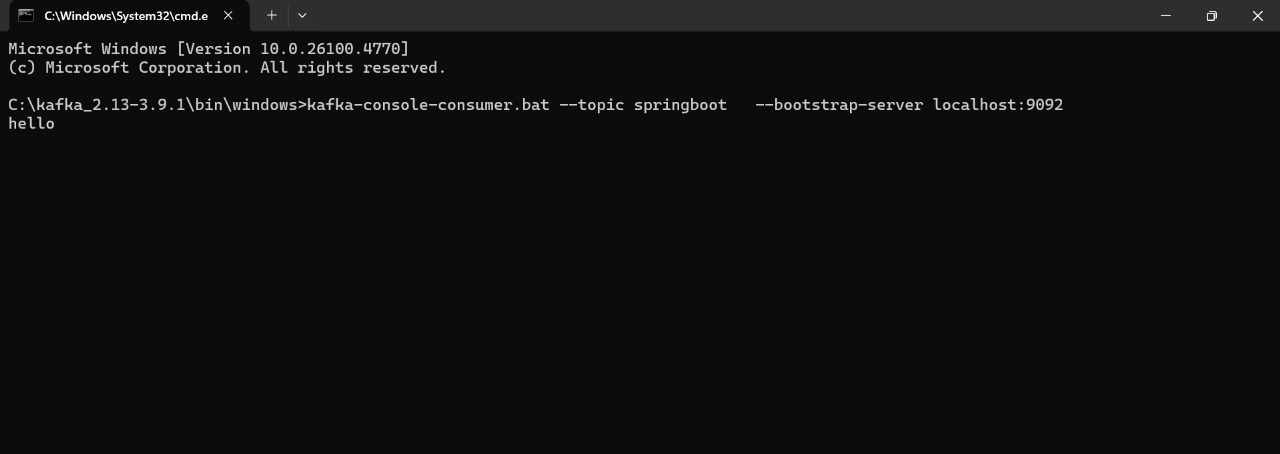 C:\Windows\System32\cmd.e
Microsoft Windows [Version 10.0.26100.4770]
(c) Microsoft Corporation. All rights reserved.
C:\kafka_2.13-3.9.1\bin\windows>kafka-console-consumer.bat --topic springboot   --bootstrap-server localhost:9092
hello